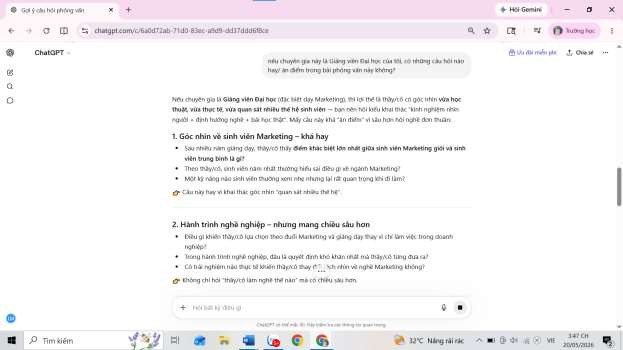 Gợi ý câu hỏi phỏng vấn
Hỏi Gemini
chatgpt.com/c/6a0d72ab-71d0-83ec-a9d9-dd37ddd6f8ce
Trường học
ChatGPT
Ưu đãi miễn phí
Chia sẻ
nếu chuyên gia này là Giảng viên Đại học của tôi, có những câu hỏi nào
hay/ ăn điểm trong bài phỏng vấn này không?
Nếu chuyên gia là Giảng viên Đại học (đặc biệt dạy Marketing), thì lợi thế là thầy/cô có góc nhìn vừa học
thuật, vừa thực tế, vừa quan sát nhiều thế hệ sinh viên → bạn nên hỏi kiểu khai thác "kinh nghiệm nhìn
người + định hướng nghề + bài học thật". Mấy câu này khá "ăn điểm" vì sâu hơn hỏi nghề đơn thuần:
1. Góc nhìn về sinh viên Marketing – khá hay
• Sau nhiều năm giảng dạy, thầy/cô thấy điểm khác biệt lớn nhất giữa sinh viên Marketing giỏi và sinh
viên trung bình là gì?
• Theo thầy/cô, sinh viên năm nhất thường hiểu sai điều gì về ngành Marketing?
• Một kỹ năng nào sinh viên thường xem nhẹ nhưng lại rất quan trọng khi đi làm?
👉 Câu này hay vì khai thác góc nhìn "quan sát nhiều thế hệ".
2. Hành trình nghề nghiệp – nhưng mang chiều sâu hơn
• Điều gì khiến thầy/cô lựa chọn theo đuổi Marketing và giảng dạy thay vì chỉ làm việc trong doanh
nghiệp?
• Trong hành trình nghề nghiệp, đâu là quyết định khó khăn nhất mà thầy/cô từng đưa ra?
• Có trải nghiệm nào thực tế khiến thầy/cô thay cách nhìn về nghề Marketing không?
👉 Không chỉ hỏi "thầy/cô làm nghề thế nào" mà có chiều sâu hơn.
Hỏi bất kỳ điều gì
ChatGPT có thể mắc lỗi. Hãy kiểm tra các thông tin quan trọng.
Tìm kiếm
32°C Nắng rải rác
VIE
3:47 CH
20/05/2026